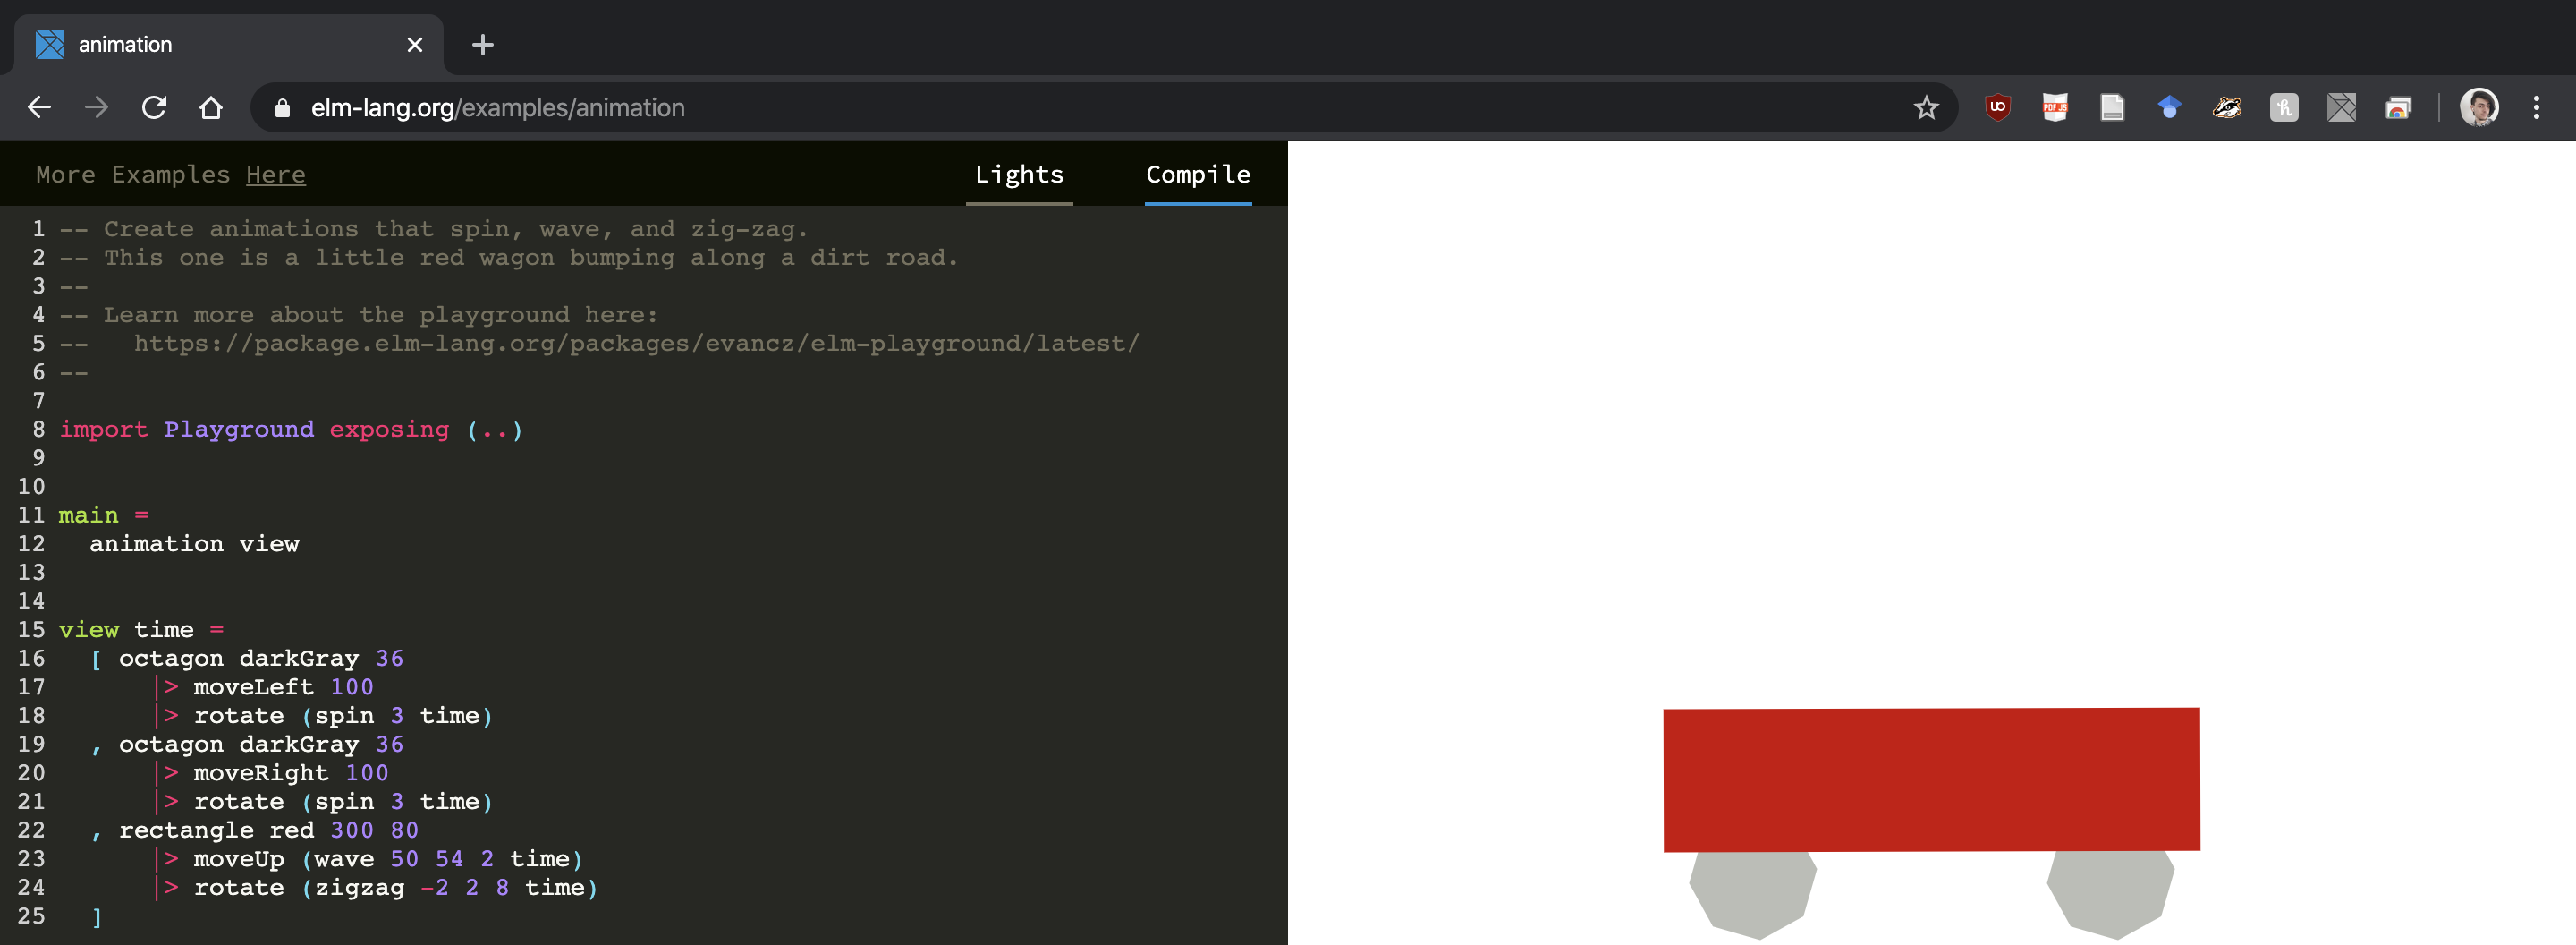 animation
elm-lang.org/examples/animation
UO
PDF JS
h
More Examples Here Lights Compile
1 -- Create animations that spin, wave, and zig-zag.
2 -- This one is a little red wagon bumping along a dirt road.
3 --
4 -- Learn more about the playground here:
5 --   https://package.elm-lang.org/packages/evancz/elm-playground/latest/
6 --
7
8 import Playground exposing (..)
9
10
11 main =
12   animation view
13
14
15 view time =
16   [ octagon darkGray 36
17       |> moveLeft 100
18       |> rotate (spin 3 time)
19   , octagon darkGray 36
20       |> moveRight 100
21       |> rotate (spin 3 time)
22   , rectangle red 300 80
23       |> moveUp (wave 50 54 2 time)
24       |> rotate (zigzag -2 2 8 time)
25   ]